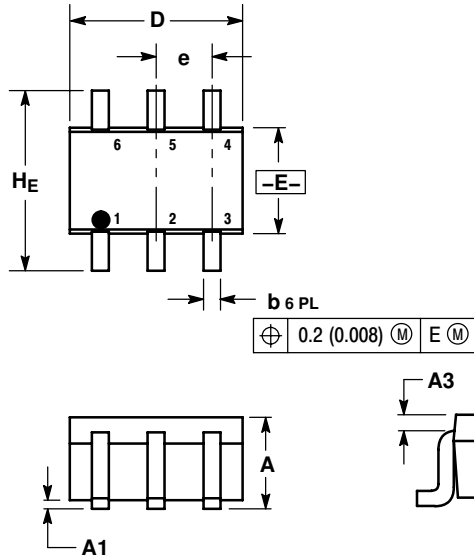 D
e
6 5 4
HE
–E–
1 2 3
b 6 PL
⌖ 0.2 (0.008) Ⓜ E Ⓜ
A3
A
A1